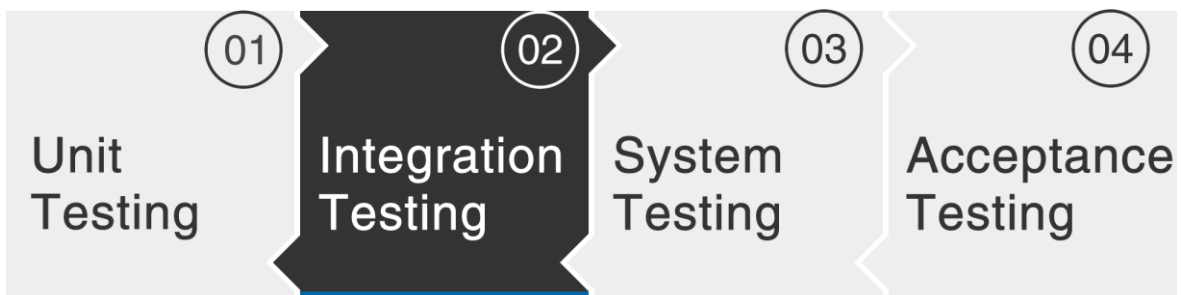 01
Unit
Testing
02
Integration
Testing
03
System
Testing
04
Acceptance
Testing